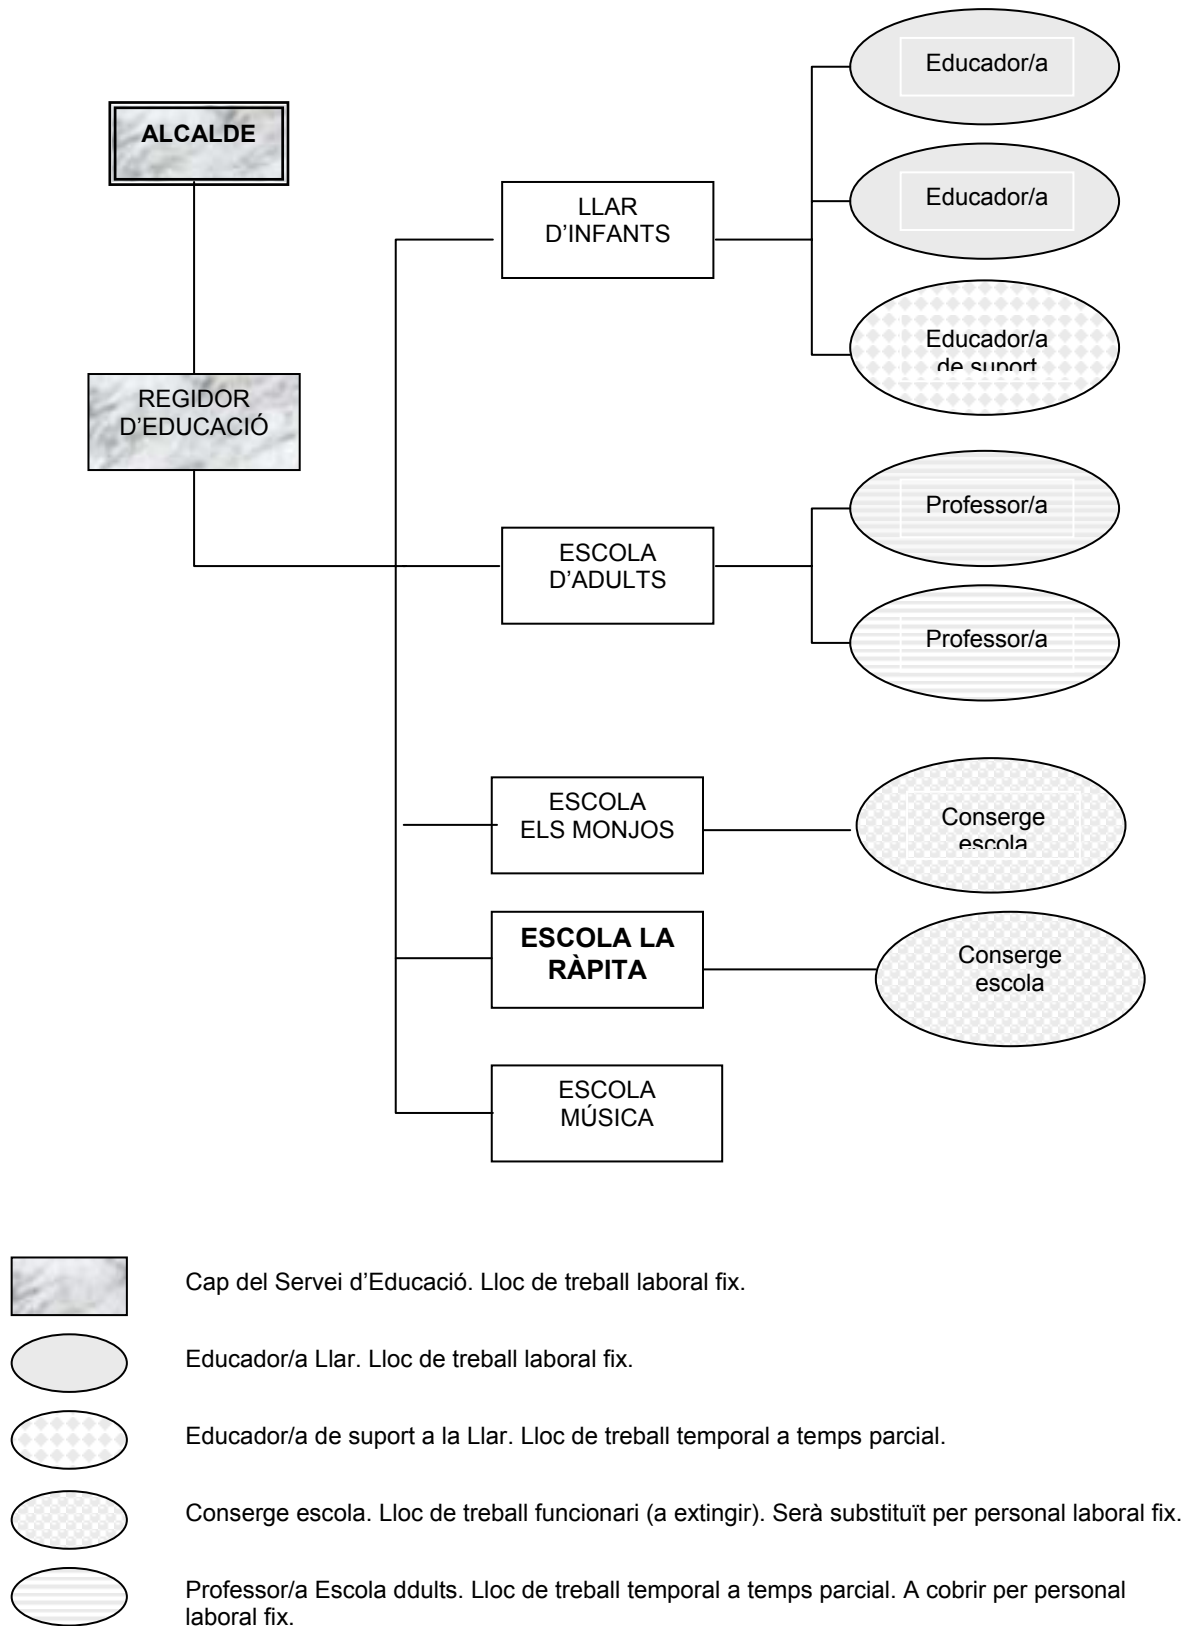 Educador/a
ALCALDE
LLAR
D'INFANTS
Educador/a
Educador/a
de suport
REGIDOR
D'EDUCACIÓ
Professor/a
ESCOLA
D'ADULTS
Professor/a
ESCOLA
ELS MONJOS
Conserge
escola
ESCOLA LA
RÀPITA
Conserge
escola
ESCOLA
MÚSICA
Cap del Servei d'Educació. Lloc de treball laboral fix.
Educador/a Llar. Lloc de treball laboral fix.
Educador/a de suport a la Llar. Lloc de treball temporal a temps parcial.
Conserge escola. Lloc de treball funcionari (a extingir). Serà substituït per personal laboral fix.
Professor/a Escola ddults. Lloc de treball temporal a temps parcial. A cobrir per personal
laboral fix.